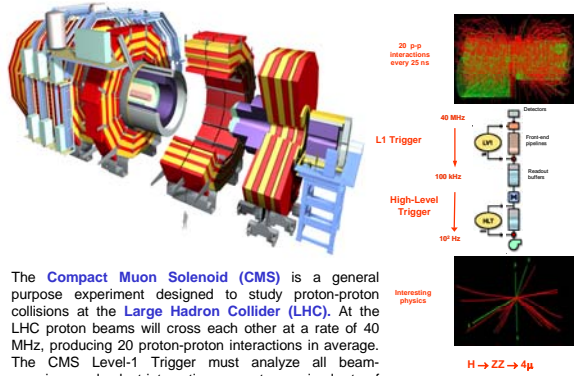 20 p-p
interactions
every 25 ns
Detectors
40 MHz
L1 Trigger
LV1
Front-end
pipelines
100 kHz
Readout
buffers
High-Level
Trigger
HLT
10² Hz
Interesting
physics
H → ZZ → 4μ
The Compact Muon Solenoid (CMS) is a general
purpose experiment designed to study proton-proton
collisions at the Large Hadron Collider (LHC). At the
LHC proton beams will cross each other at a rate of 40
MHz, producing 20 proton-proton interactions in average.
The CMS Level-1 Trigger must analyze all beam-